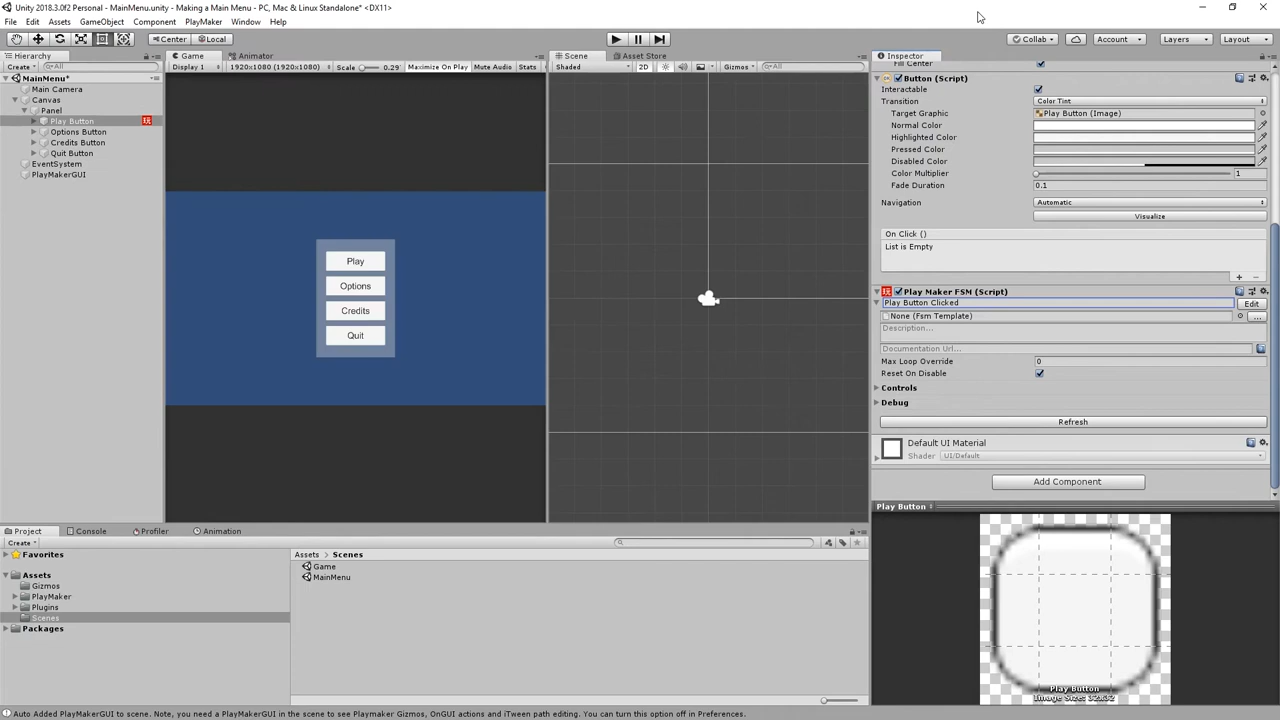 Unity 2018.3.0f2 Personal - MainMenu.unity - Making a Main Menu - PC, Mac & Linux Standalone* <DX11>
File Edit Assets GameObject Component PlayMaker Window Help
Center Local Collab Account Layers Layout
Hierarchy
Create All
MainMenu*
Main Camera
Canvas
Panel
Play Button
Options Button
Credits Button
Quit Button
EventSystem
PlayMakerGUI
Game Animator
Display 1 1920x1080 (1920x1080) Scale 0.29 Maximize On Play Mute Audio Stats
Play
Options
Credits
Quit
Scene Asset Store
Shaded 2D Gizmos All
Inspector
Fill Center
Button (Script)
Interactable
Transition Color Tint
Target Graphic Play Button (Image)
Normal Color
Highlighted Color
Pressed Color
Disabled Color
Color Multiplier 1
Fade Duration 0.1
Navigation Automatic
Visualize
On Click ()
List is Empty
Play Maker FSM (Script)
Play Button Clicked Edit
None (Fsm Template) ...
Description...
Documentation Url...
Max Loop Override 0
Reset On Disable
Controls
Debug
Refresh
Default UI Material
Shader UI/Default
Add Component
Play Button
Play Button
Image Size: 32x32
Project Console Profiler Animation
Create
Favorites
Assets
Gizmos
PlayMaker
Plugins
Scenes
Packages
Assets Scenes
Game
MainMenu
Auto Added PlayMakerGUI to scene. Note, you need a PlayMakerGUI in the scene to see Playmaker Gizmos, OnGUI actions and iTween path editing. You can turn this option off in Preferences.